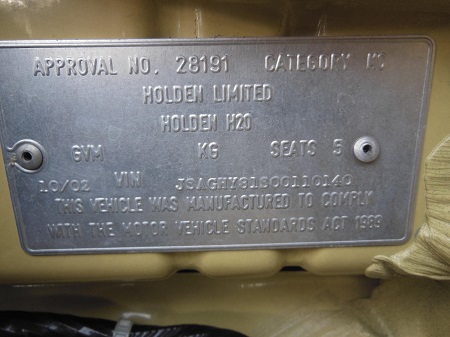 APPROVAL NO. 28191 CATEGORY MC
HOLDEN LIMITED
HOLDEN H20
GVM KG SEATS 5
10/02 VIN JSAGHY81S00110140
THIS VEHICLE WAS MANUFACTURED TO COMPLY
WITH THE MOTOR VEHICLE STANDARDS ACT 1989